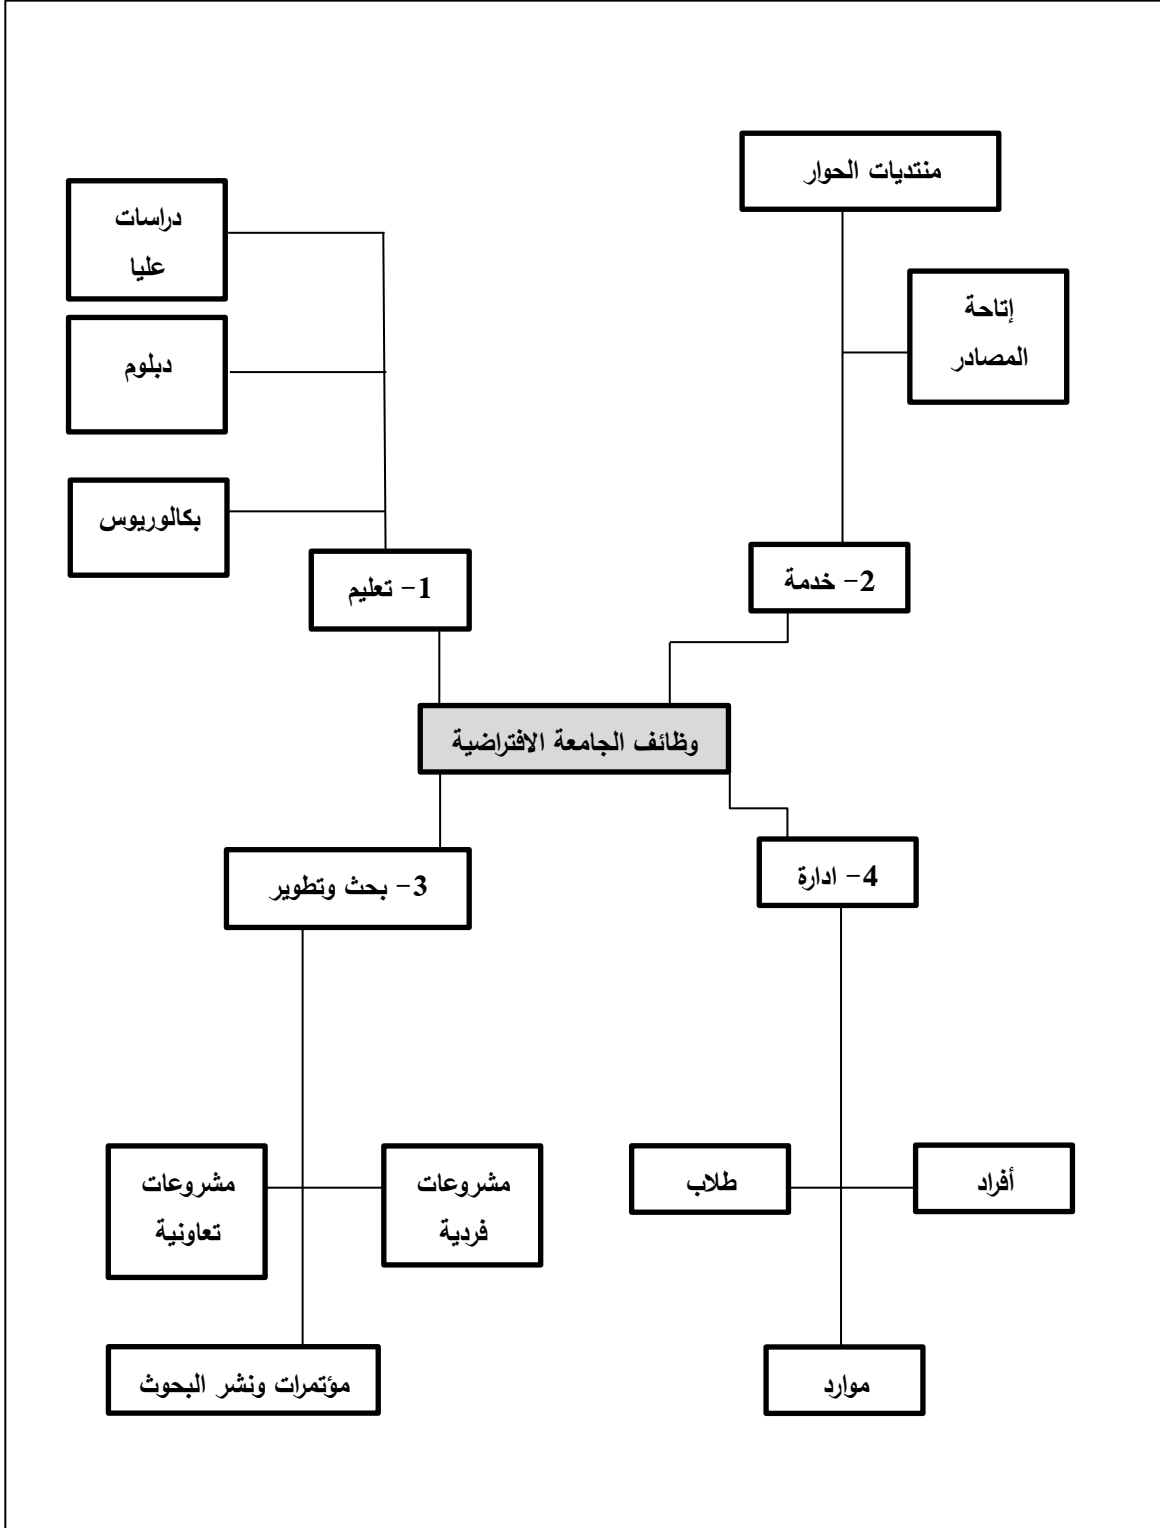 منتديات الحوار
إتاحة
المصادر
دراسات
عليا
دبلوم
بكالوريوس
2- خدمة
1- تعليم
وظائف الجامعة الافتراضية
4- ادارة
3- بحث وتطوير
أفراد
طلاب
موارد
مشروعات
فردية
مشروعات
تعاونية
مؤتمرات ونشر البحوث